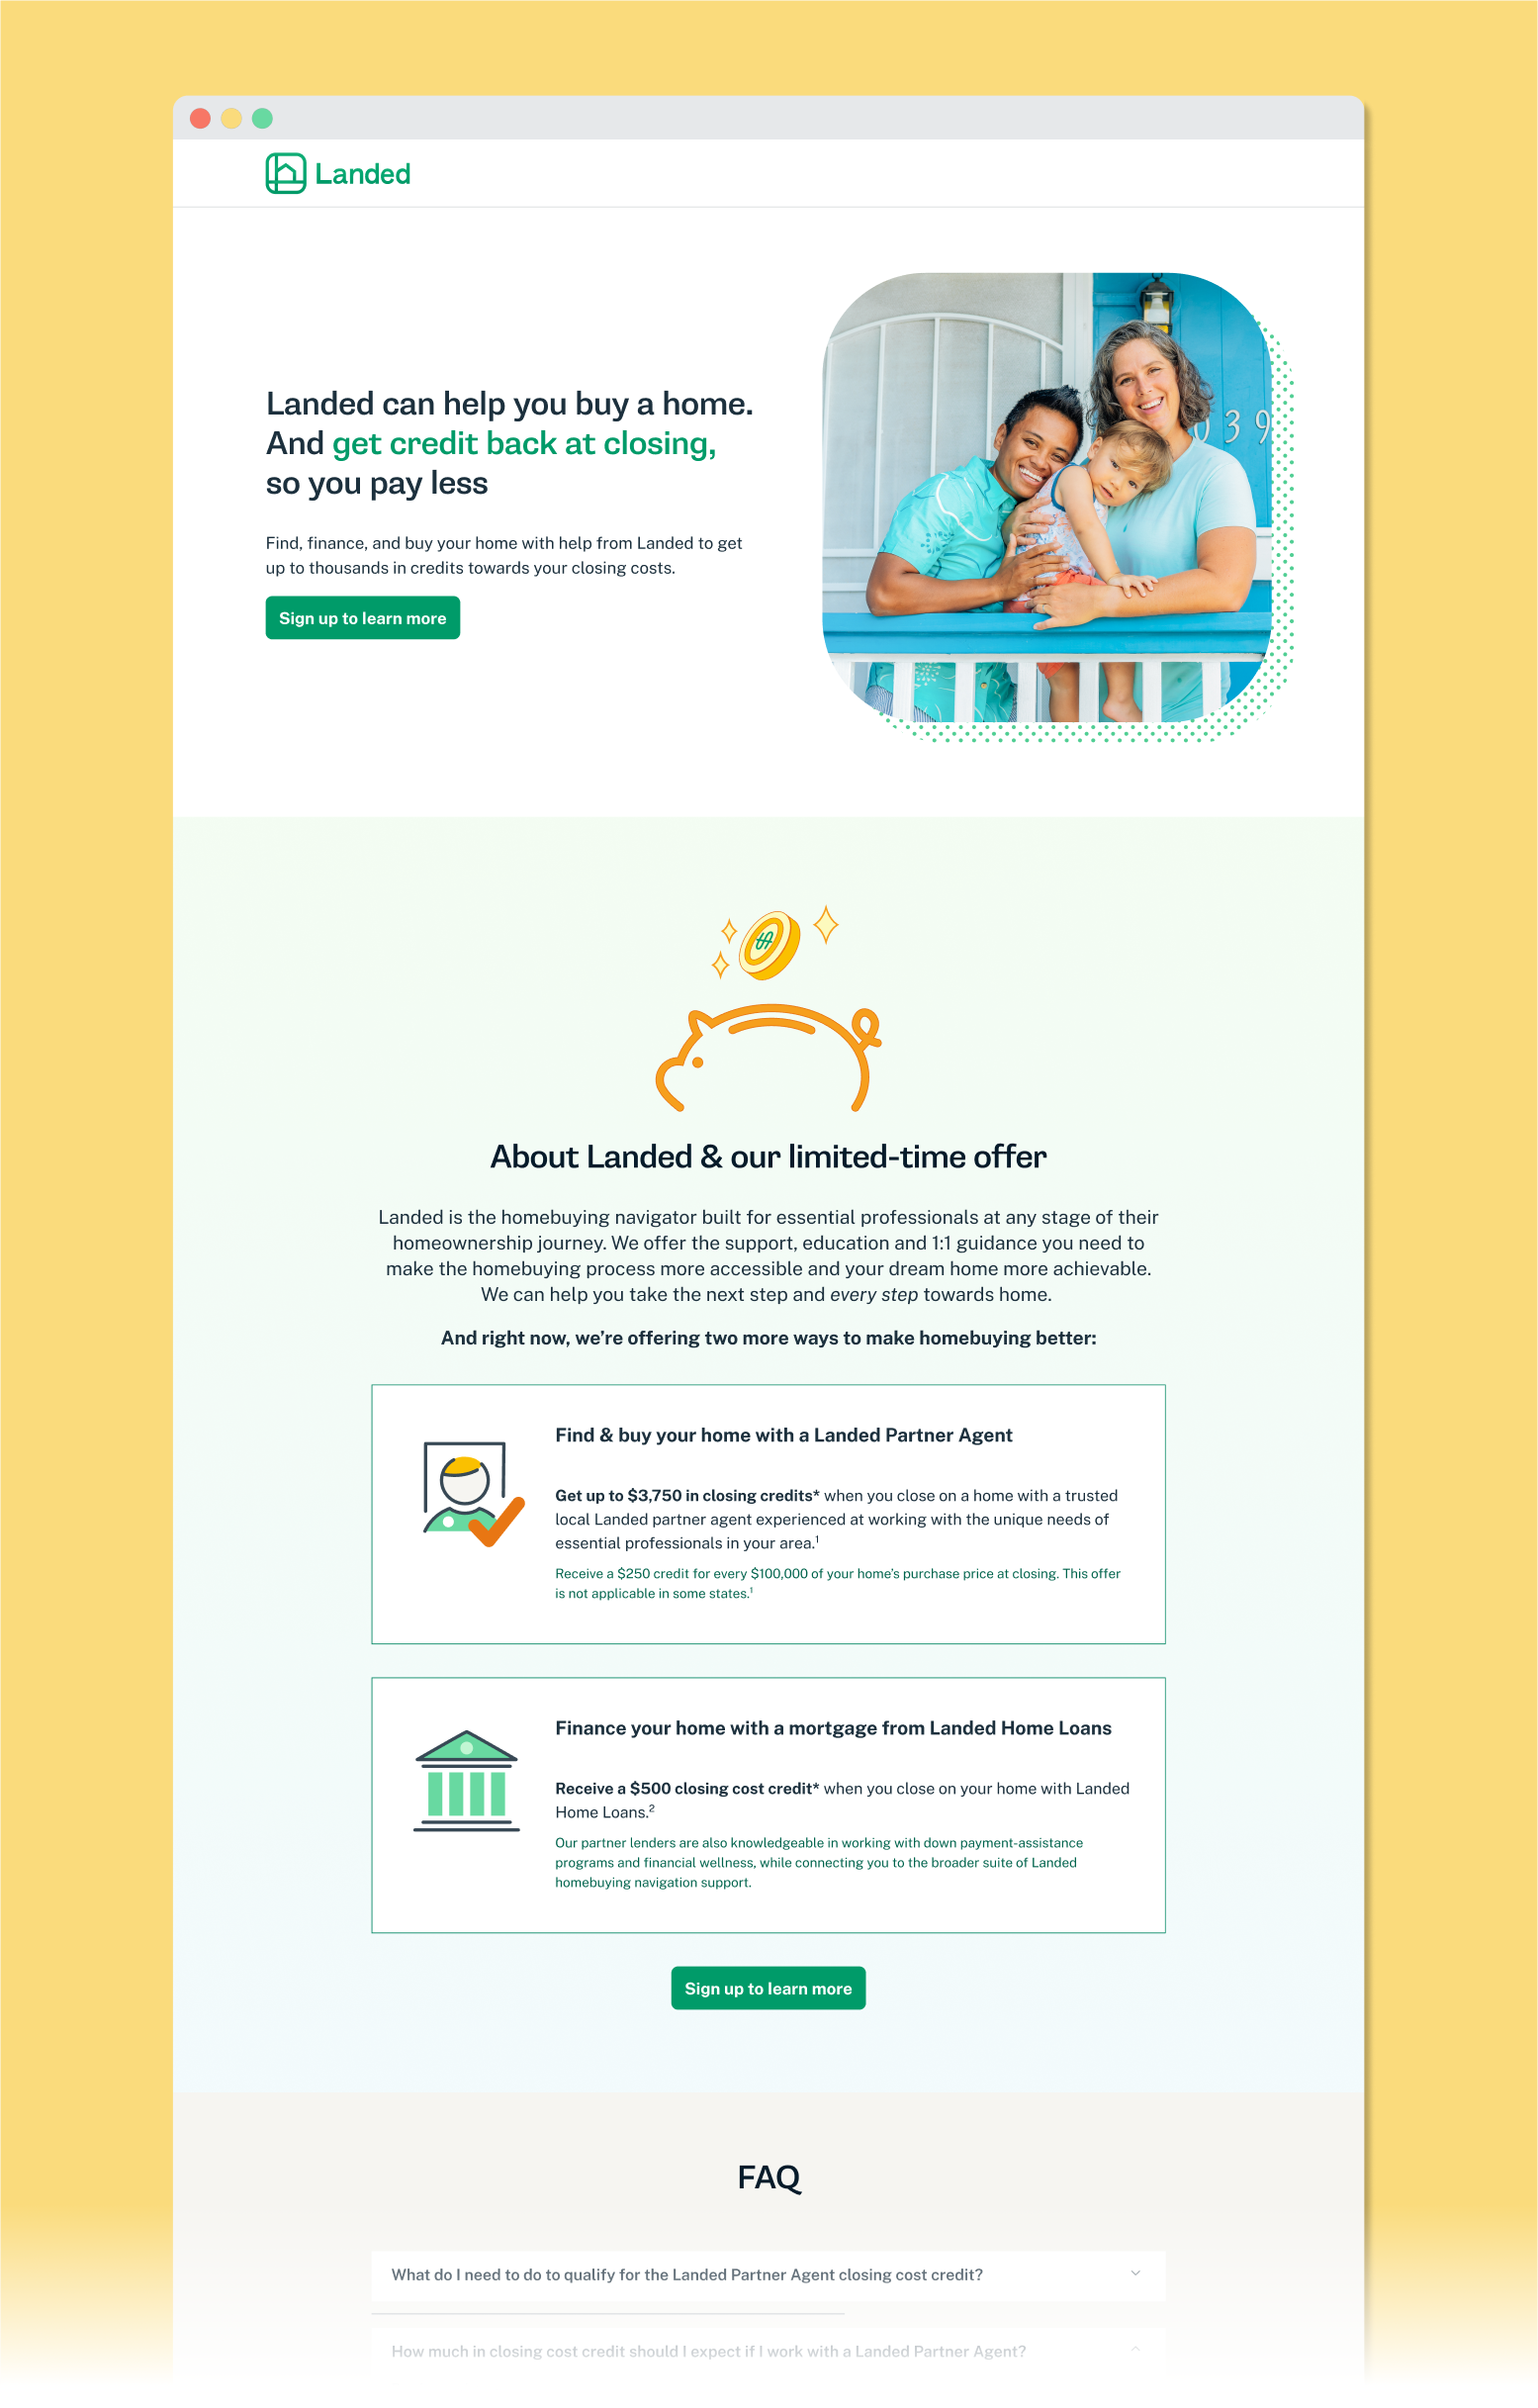 Landed
Landed can help you buy a home.
And get credit back at closing,
so you pay less
Find, finance, and buy your home with help from Landed to get
up to thousands in credits towards your closing costs.
Sign up to learn more
039
About Landed & our limited-time offer
Landed is the homebuying navigator built for essential professionals at any stage of their
homeownership journey. We offer the support, education and 1:1 guidance you need to
make the homebuying process more accessible and your dream home more achievable.
We can help you take the next step and every step towards home.
And right now, we’re offering two more ways to make homebuying better:
Find & buy your home with a Landed Partner Agent
Get up to $3,750 in closing credits* when you close on a home with a trusted
local Landed partner agent experienced at working with the unique needs of
essential professionals in your area.¹
Receive a $250 credit for every $100,000 of your home’s purchase price at closing. This offer
is not applicable in some states.¹
Finance your home with a mortgage from Landed Home Loans
Receive a $500 closing cost credit* when you close on your home with Landed
Home Loans.²
Our partner lenders are also knowledgeable in working with down payment-assistance
programs and financial wellness, while connecting you to the broader suite of Landed
homebuying navigation support.
Sign up to learn more
FAQ
What do I need to do to qualify for the Landed Partner Agent closing cost credit?
How much in closing cost credit should I expect if I work with a Landed Partner Agent?